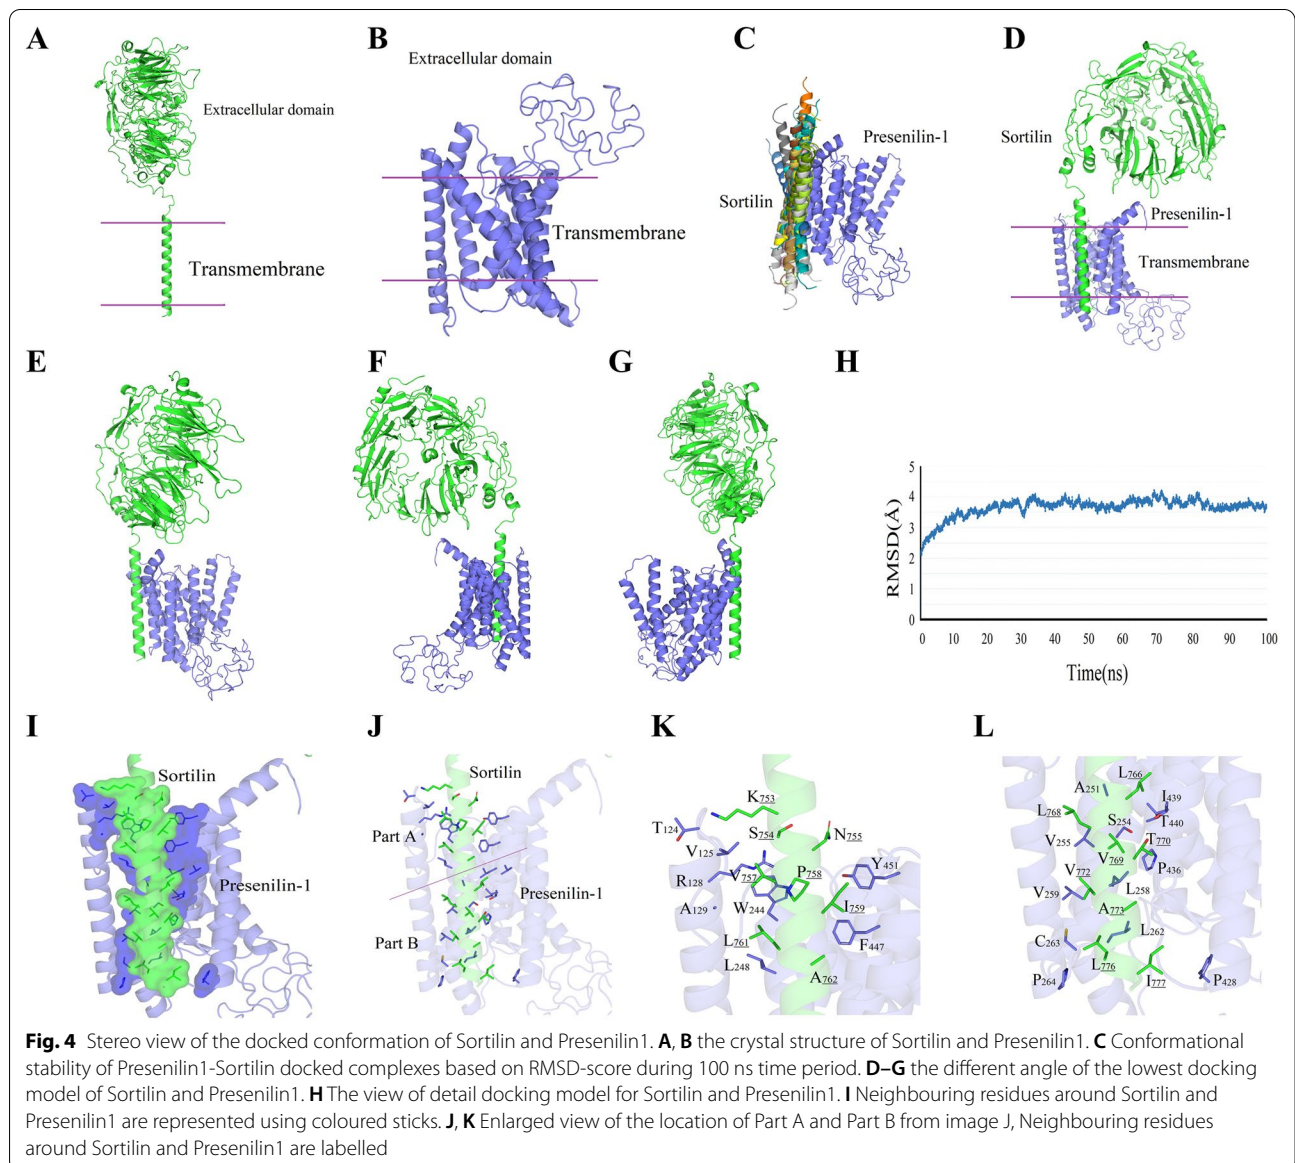 A
B
C
D
Extracellular domain
Transmembrane
Extracellular domain
Transmembrane
Presenilin-1
Sortilin
Sortilin
Presenilin-1
Transmembrane
E
F
G
H
5
4
3
2
1
0
RMSD(Å)
0 10 20 30 40 50 60 70 80 90 100
Time(ns)
I
J
K
L
Sortilin
Presenilin-1
Sortilin
Part A
Presenilin-1
Part B
K753
T124
S754
N755
V125
Y451
R128
V757
P758
A129
W244
I759
L761
F447
L248
A762
L766
A251
I439
L768
S254
T440
V255
T770
V769
P436
V772
V259
L258
A773
C263
L262
L776
P264
I777
P428
Fig. 4 Stereo view of the docked conformation of Sortilin and Presenilin1. A, B the crystal structure of Sortilin and Presenilin1. C Conformational
stability of Presenilin1-Sortilin docked complexes based on RMSD-score during 100 ns time period. D–G the different angle of the lowest docking
model of Sortilin and Presenilin1. H The view of detail docking model for Sortilin and Presenilin1. I Neighbouring residues around Sortilin and
Presenilin1 are represented using coloured sticks. J, K Enlarged view of the location of Part A and Part B from image J, Neighbouring residues
around Sortilin and Presenilin1 are labelled